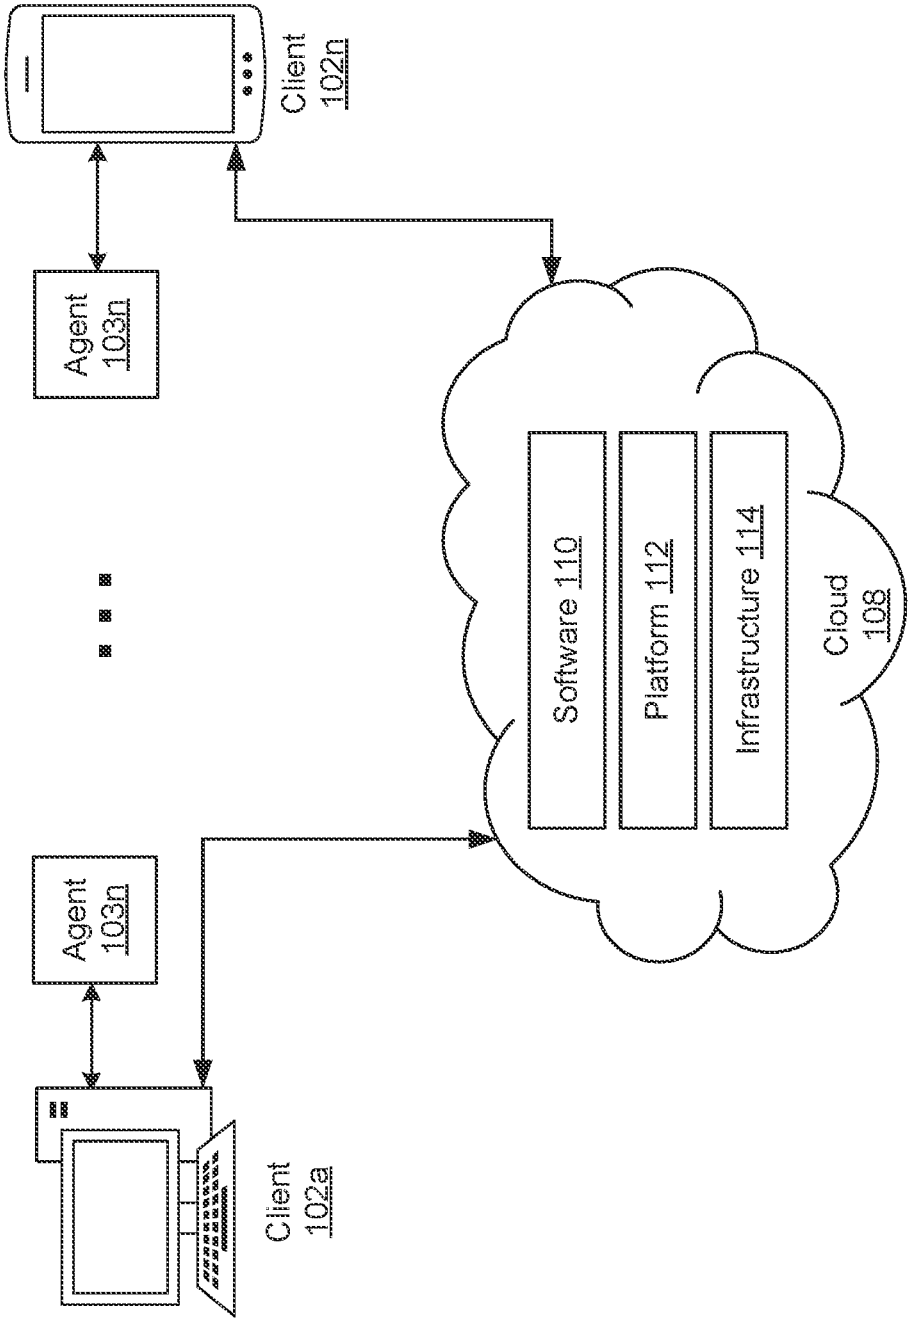 Client
102a
Agent
103n
Agent
103n
Client
102n
Software 110
Platform 112
Infrastructure 114
Cloud
108